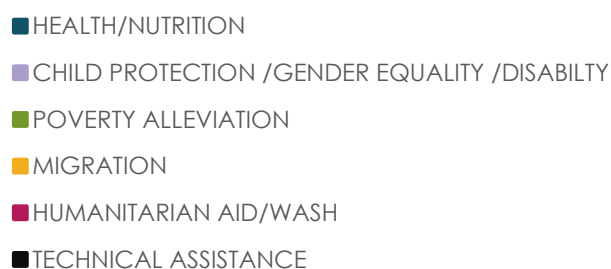 HEALTH/NUTRITION
CHILD PROTECTION /GENDER EQUALITY /DISABILTY
POVERTY ALLEVIATION
MIGRATION
HUMANITARIAN AID/WASH
TECHNICAL ASSISTANCE